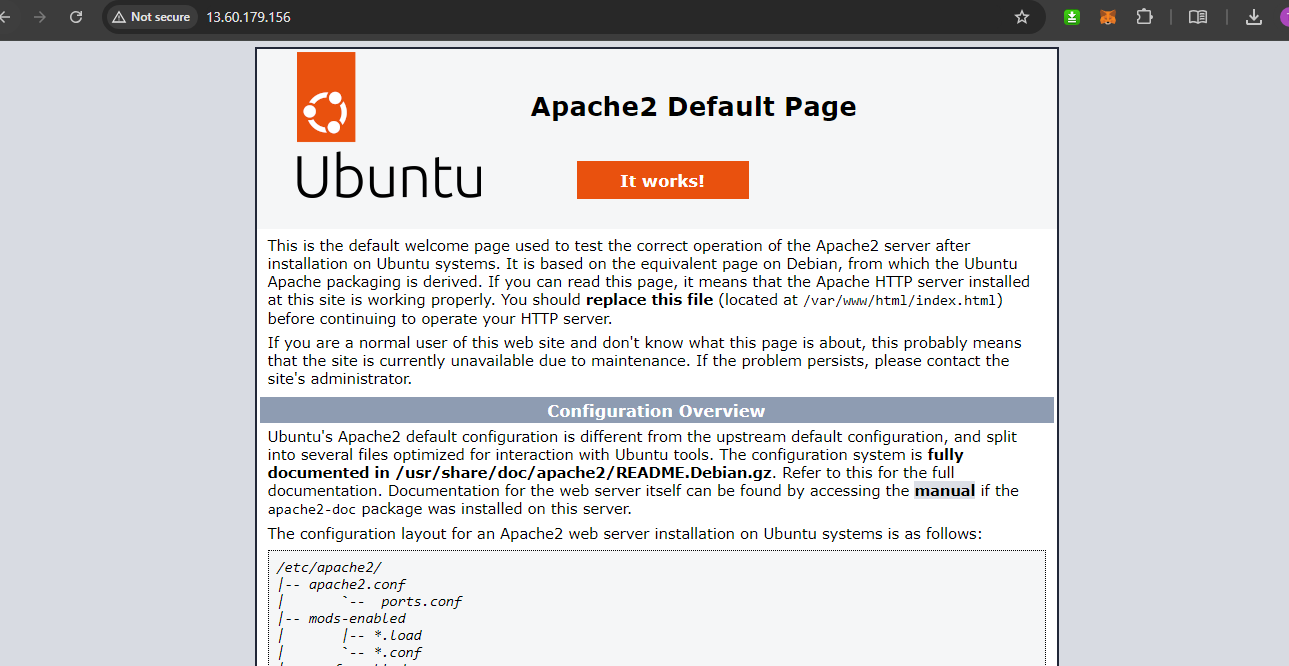 Not secure 13.60.179.156
Apache2 Default Page
Ubuntu
It works!
This is the default welcome page used to test the correct operation of the Apache2 server after
installation on Ubuntu systems. It is based on the equivalent page on Debian, from which the Ubuntu
Apache packaging is derived. If you can read this page, it means that the Apache HTTP server installed
at this site is working properly. You should replace this file (located at /var/www/html/index.html)
before continuing to operate your HTTP server.
If you are a normal user of this web site and don't know what this page is about, this probably means
that the site is currently unavailable due to maintenance. If the problem persists, please contact the
site's administrator.
Configuration Overview
Ubuntu's Apache2 default configuration is different from the upstream default configuration, and split
into several files optimized for interaction with Ubuntu tools. The configuration system is fully
documented in /usr/share/doc/apache2/README.Debian.gz. Refer to this for the full
documentation. Documentation for the web server itself can be found by accessing the manual if the
apache2-doc package was installed on this server.
The configuration layout for an Apache2 web server installation on Ubuntu systems is as follows:
/etc/apache2/
|-- apache2.conf
|       `--  ports.conf
|-- mods-enabled
|       |-- *.load
|       `-- *.conf